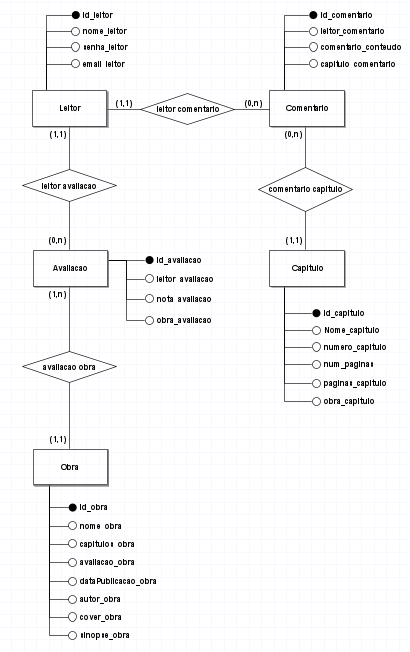 id_leitor
nome_leitor
senha_leitor
email_leitor
id_comentario
leitor_comentario
comentario_conteudo
capitulo_comentario
Leitor
(1,1)
leitor comentario
(0,n)
Comentario
(1,1)
(0,n)
leitor avaliacao
comentario capitulo
(0,n)
(1,1)
Avaliacao
id_avaliacao
leitor_avaliacao
nota_avaliacao
obra_avaliacao
Capitulo
(1,n)
id_capitulo
Nome_capitulo
numero_capitulo
num_paginas
paginas_capitulo
obra_capitulo
avaliacao obra
(1,1)
Obra
id_obra
nome_obra
capitulos_obra
avaliacao_obra
dataPublicacao_obra
autor_obra
cover_obra
sinopse_obra